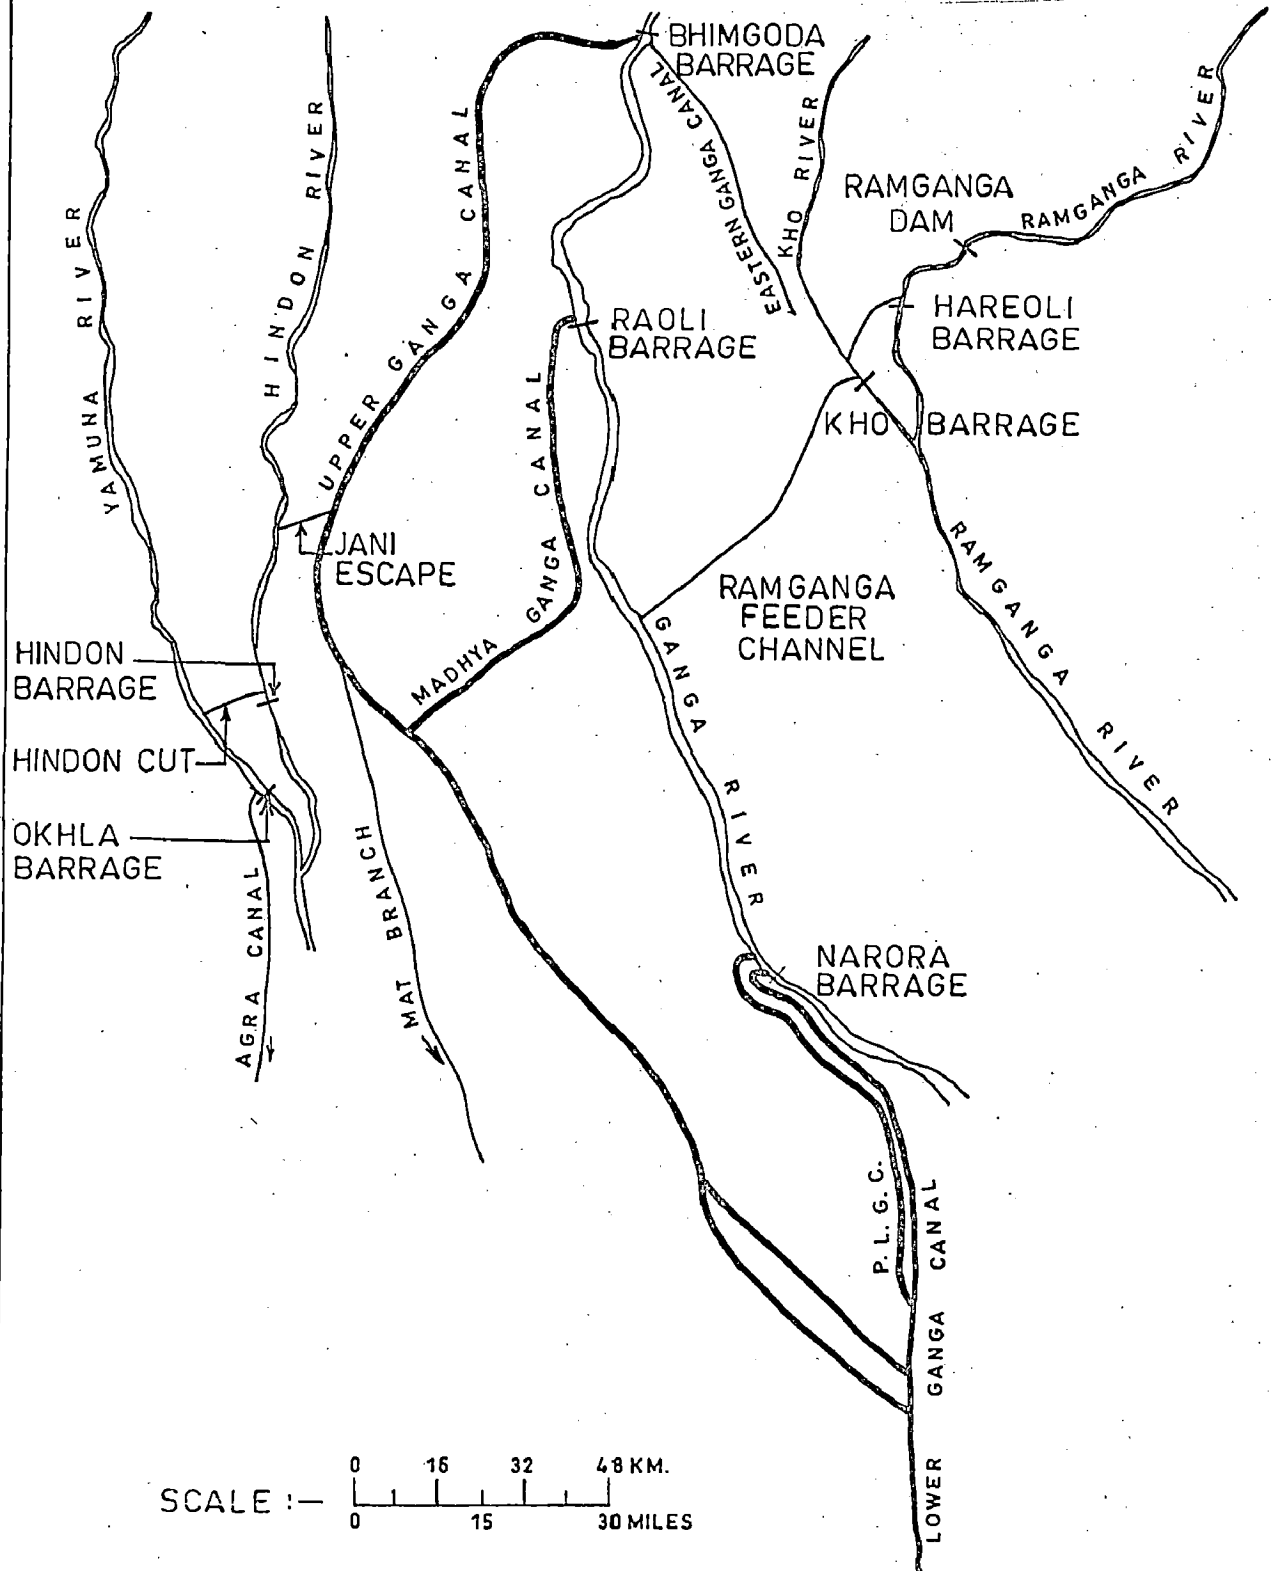 BHIMGODA
BARRAGE
EASTERN GANGA CANAL
KHO RIVER
RAMGANGA RIVER
RAMGANGA
DAM
HAREOLI
BARRAGE
KHO BARRAGE
RAMGANGA RIVER
YAMUNA RIVER
HINDON RIVER
UPPER GANGA CANAL
RAOLI
BARRAGE
MADHYA GANGA CANAL
JANI
ESCAPE
RAMGANGA
FEEDER
CHANNEL
GANGA RIVER
HINDON
BARRAGE
HINDON CUT
OKHLA
BARRAGE
AGRA CANAL
MAT BRANCH
NARORA
BARRAGE
P. L. G. C.
LOWER GANGA CANAL
SCALE :—
0 16 32 48 KM.
0 15 30 MILES